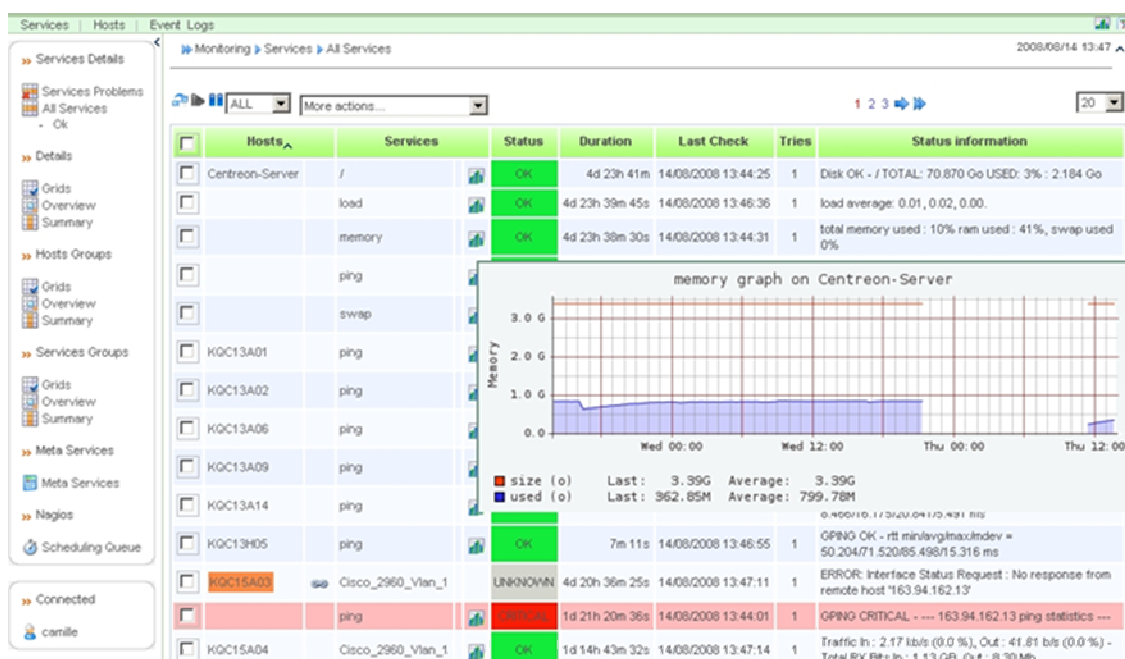 Services | Hosts | Event Logs
Monitoring Services All Services
2008/08/14 13:47
Services Details
Services Problems
All Services
- Ok
Details
Grids
Overview
Summary
Hosts Groups
Grids
Overview
Summary
Services Groups
Grids
Overview
Summary
Meta Services
Meta Services
Nagios
Scheduling Queue
Connected
camille
ALL More actions... 1 2 3 20
Hosts Services Status Duration Last Check Tries Status information
Centreon-Server / OK 4d 23h 41m 14/08/2008 13:44:25 1 Disk OK - / TOTAL: 70.870 Go USED: 3% : 2.184 Go
load OK 4d 23h 39m 45s 14/08/2008 13:46:36 1 load average: 0.01, 0.02, 0.00.
memory OK 4d 23h 38m 30s 14/08/2008 13:44:31 1 total memory used : 10% ram used : 41%, swap used
0%
ping
swap
KQC13A01 ping
KQC13A02 ping
KQC13A06 ping
KQC13A09 ping
KQC13A14 ping
memory graph on Centreon-Server
Memory
3.0 G
2.0 G
1.0 G
0.0
Wed 00:00 Wed 12:00 Thu 00:00 Thu 12:00
size (o) Last: 3.39G Average: 3.39G
used (o) Last: 362.85M Average: 799.78M
KQC13H05 ping OK 7m 11s 14/08/2008 13:46:55 1 GPING OK - rtt min/avg/max/mdev =
50.204/71.520/85.498/15.316 ms
KQC15A03 Cisco_2960_Vlan_1 UNKNOWN 4d 20h 36m 25s 14/08/2008 13:47:11 1 ERROR: Interface Status Request : No response from
remote host '163.94.162.13'
ping CRITICAL 1d 21h 20m 36s 14/08/2008 13:44:01 1 GPING CRITICAL - --- 163.94.162.13 ping statistics ---
KQC15A04 Cisco_2960_Vlan_1 OK 1d 14h 43m 32s 14/08/2008 13:47:14 1 Traffic In : 2.17 kb/s (0.0 %), Out : 41.81 b/s (0.0 %) -
Total RX Bits In : 1.13 GB, Out : 8.30 Mb